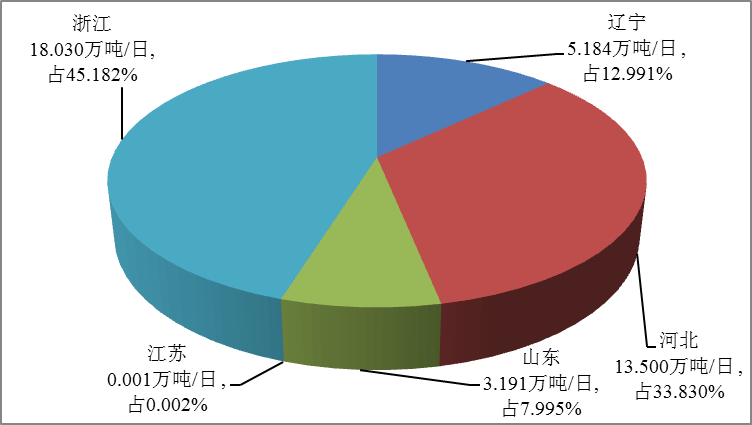 浙江
18.030万吨/日,
占45.182%
辽宁
5.184万吨/日,
占12.991%
河北
13.500万吨/日,
占33.830%
山东
3.191万吨/日,
占7.995%
江苏
0.001万吨/日,
占0.002%